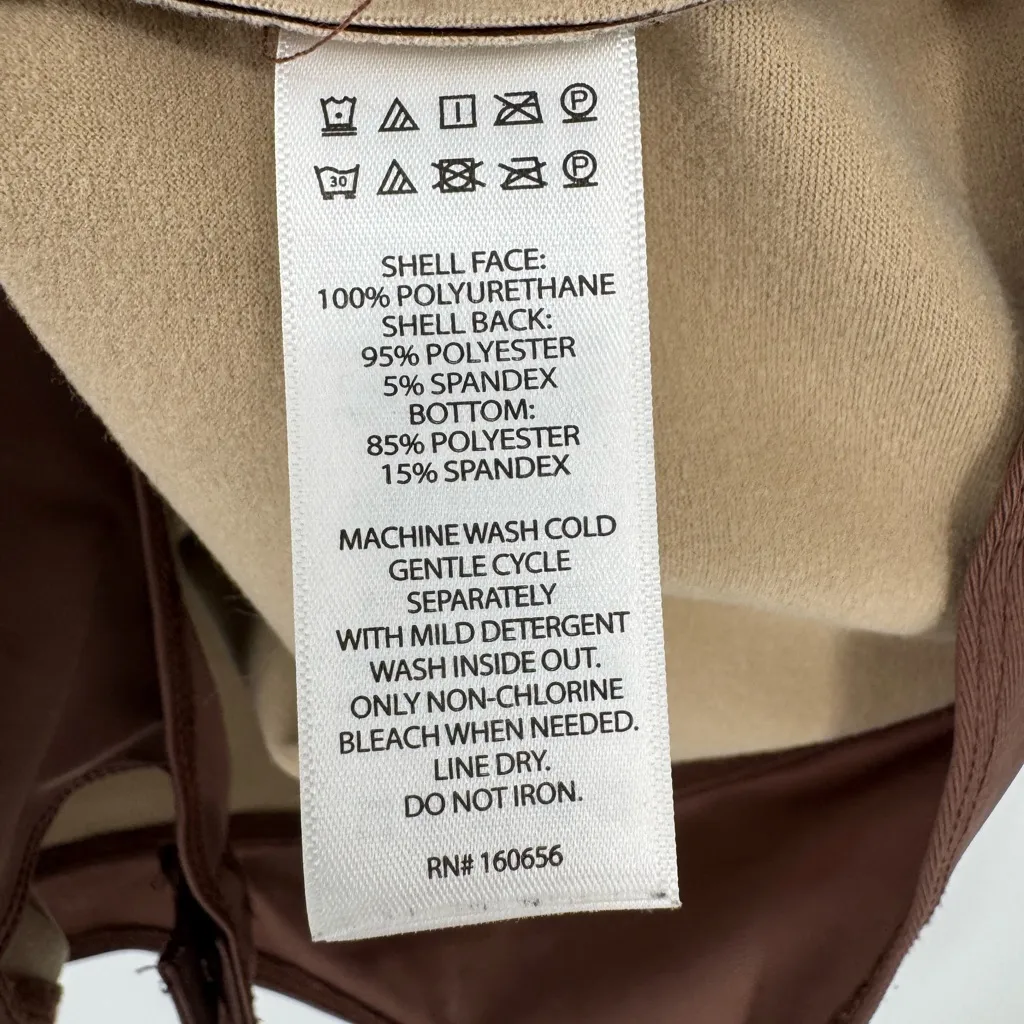 P
30 P
SHELL FACE:
100% POLYURETHANE
SHELL BACK:
95% POLYESTER
5% SPANDEX
BOTTOM:
85% POLYESTER
15% SPANDEX
MACHINE WASH COLD
GENTLE CYCLE
SEPARATELY
WITH MILD DETERGENT
WASH INSIDE OUT.
ONLY NON-CHLORINE
BLEACH WHEN NEEDED.
LINE DRY.
DO NOT IRON.
RN# 160656